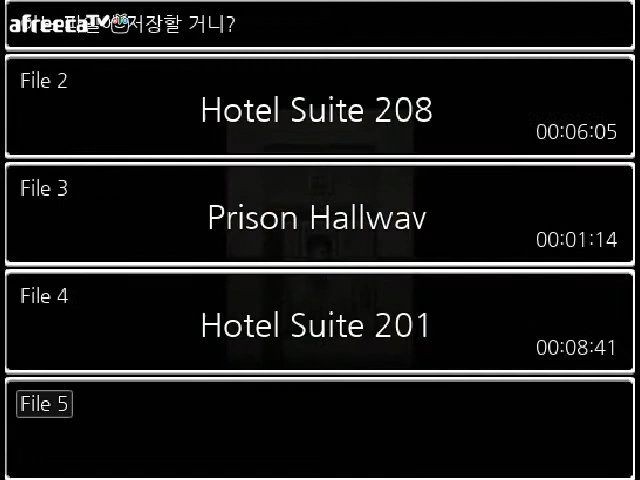 afreecaTV
저장할 거니?
File 2
Hotel Suite 208
00:06:05
File 3
Prison Hallway
00:01:14
File 4
Hotel Suite 201
00:08:41
File 5